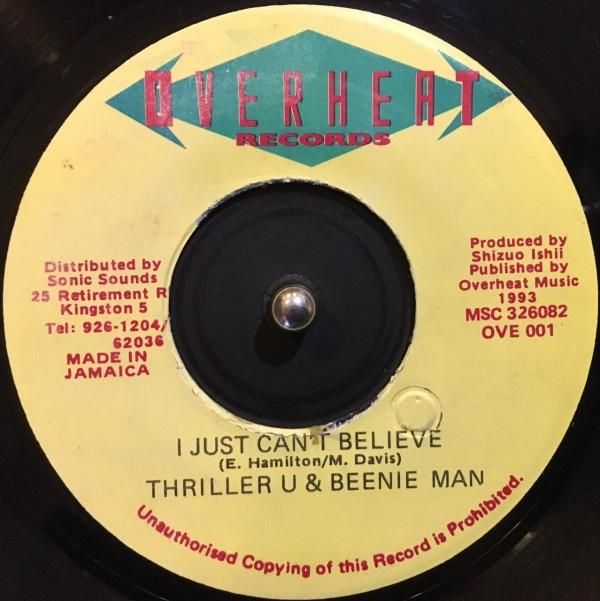 OVERHEAT
RECORDS
Distributed by
Sonic Sounds
25 Retirement R
Kingston 5
Tel: 926-1204/
62036
MADE IN
JAMAICA
Produced by
Shizuo Ishii
Published by
Overheat Music
1993
MSC 326082
OVE 001
I JUST CAN'T BELIEVE
(E. Hamilton/M. Davis)
THRILLER U & BEENIE MAN
Unauthorised Copying of this Record is Prohibited.